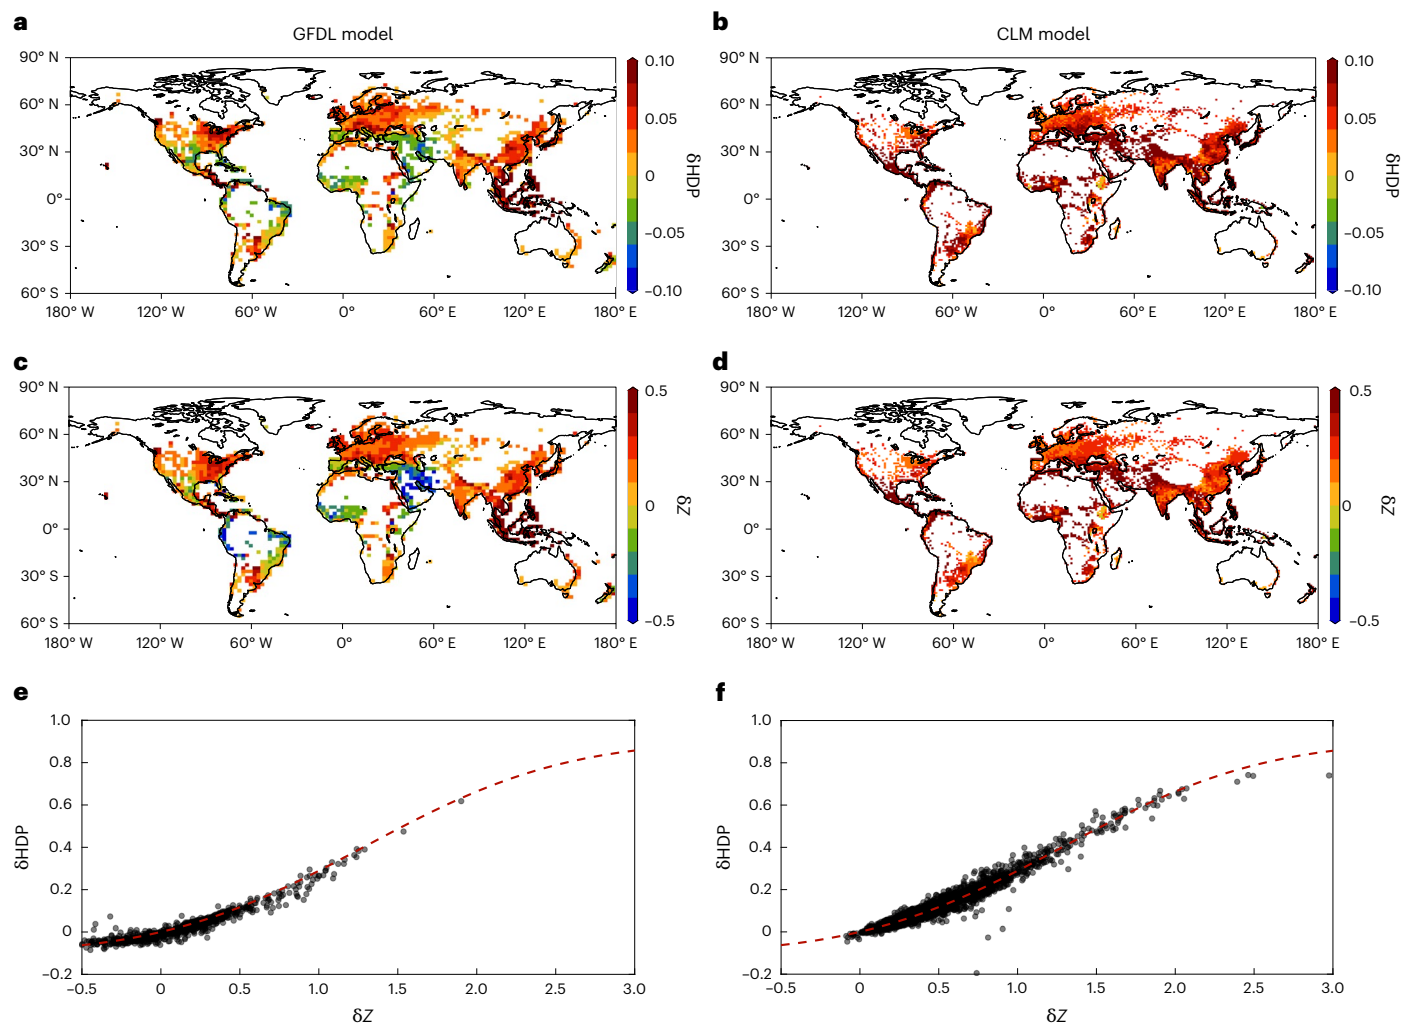 a
GFDL model
90° N
60° N
30° N
0°
30° S
60° S
180° W
120° W
60° W
0°
60° E
120° E
180° E
0.10
0.05
0
–0.05
–0.10
δHDP
b
CLM model
90° N
60° N
30° N
0°
30° S
60° S
180° W
120° W
60° W
0°
60° E
120° E
180° E
0.10
0.05
0
–0.05
–0.10
δHDP
c
90° N
60° N
30° N
0°
30° S
60° S
180° W
120° W
60° W
0°
60° E
120° E
180° E
0.5
0
–0.5
δZ
d
90° N
60° N
30° N
0°
30° S
60° S
180° W
120° W
60° W
0°
60° E
120° E
180° E
0.5
0
–0.5
δZ
e
1.0
0.8
0.6
0.4
0.2
0
–0.2
δHDP
–0.5
0
0.5
1.0
1.5
2.0
2.5
3.0
δZ
f
1.0
0.8
0.6
0.4
0.2
0
–0.2
δHDP
–0.5
0
0.5
1.0
1.5
2.0
2.5
3.0
δZ